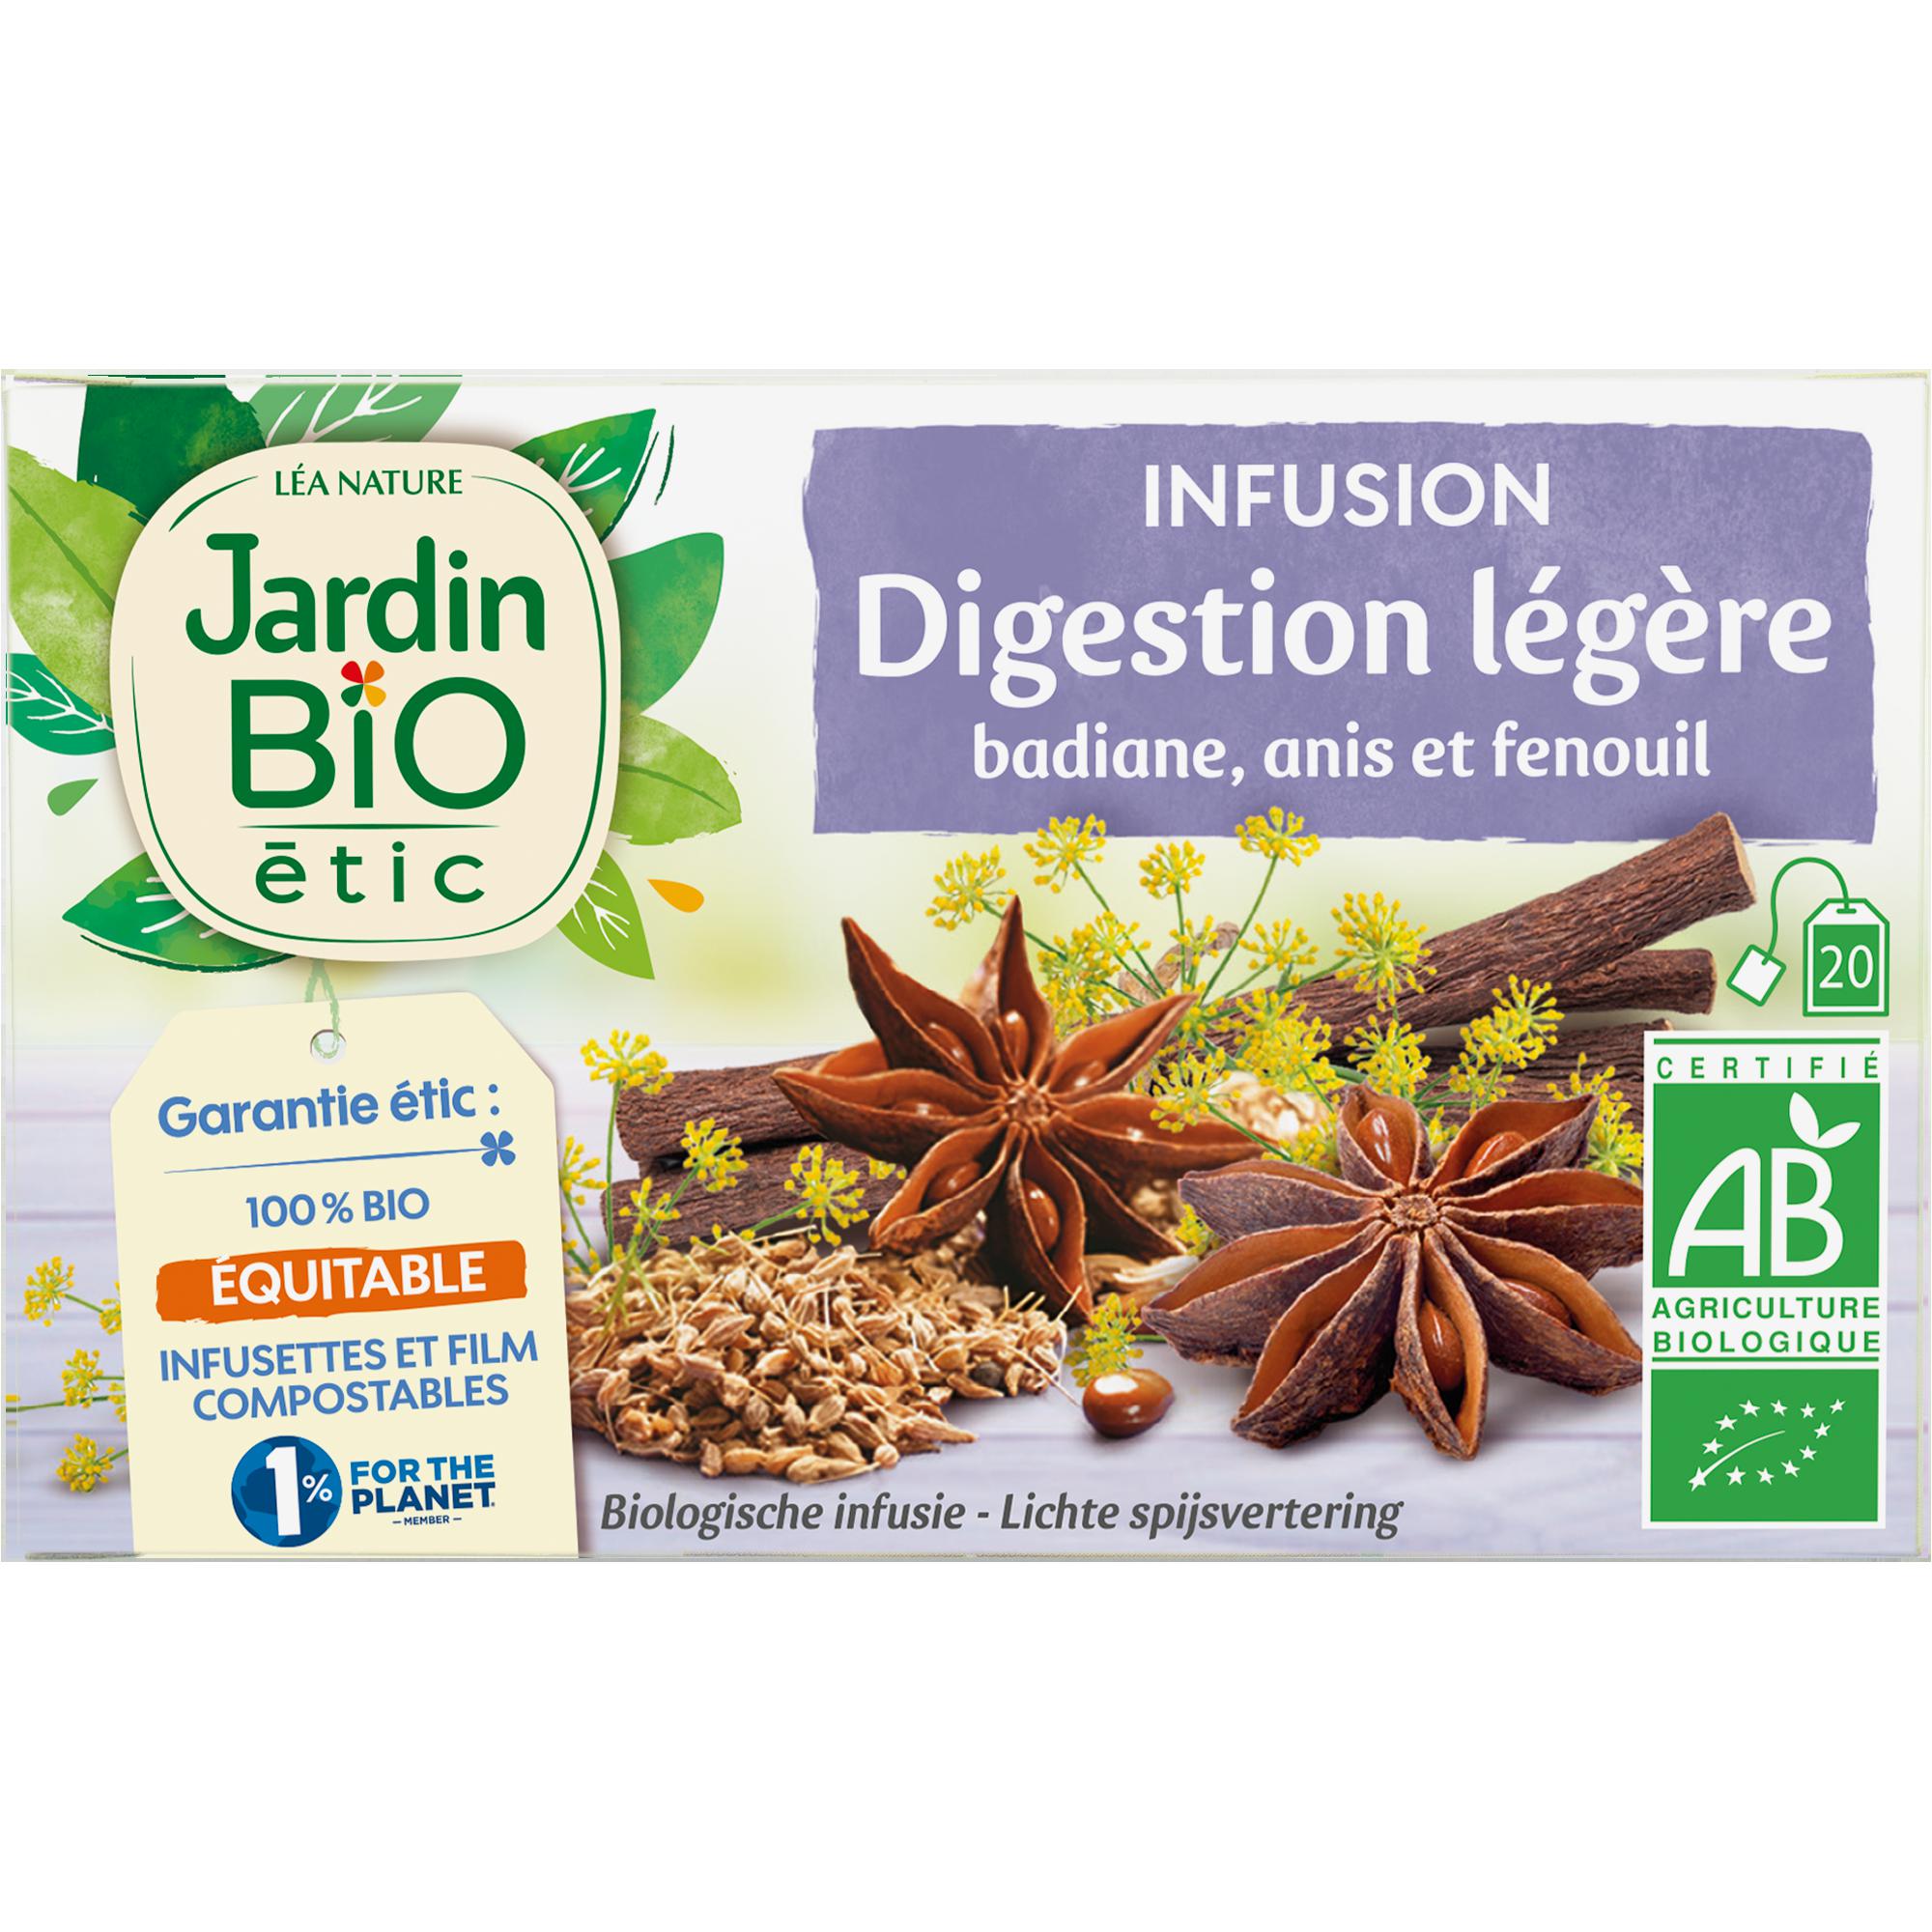 LÉA NATURE
Jardin
BiO
ētic
INFUSION
Digestion légère
badiane, anis et fenouil
20
Garantie étic :
100% BIO
ÉQUITABLE
INFUSETTES ET FILM
COMPOSTABLES
1%
FOR THE
PLANET.
– MEMBER –
Biologische infusie - Lichte spijsvertering
CERTIFIÉ
AB
AGRICULTURE
BIOLOGIQUE